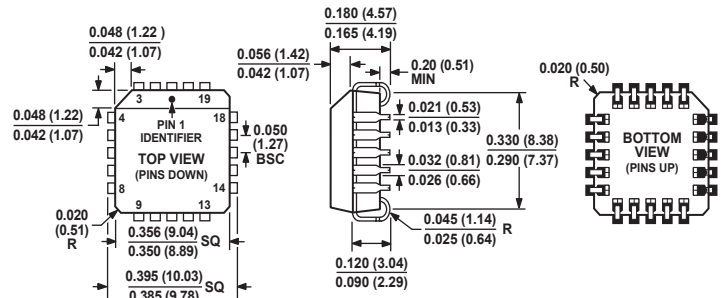 0.048 (1.22)
0.042 (1.07)
0.048 (1.22)
0.042 (1.07)
3
19
4
18
PIN 1
IDENTIFIER
TOP VIEW
(PINS DOWN)
0.050
(1.27)
BSC
8
14
9
13
0.020
(0.51)
R
0.356 (9.04)
0.350 (8.89)
SQ
0.395 (10.03)
0.385 (9.78)
SQ
0.180 (4.57)
0.165 (4.19)
0.056 (1.42)
0.042 (1.07)
0.20 (0.51)
MIN
0.021 (0.53)
0.013 (0.33)
0.330 (8.38)
0.290 (7.37)
0.032 (0.81)
0.026 (0.66)
0.045 (1.14)
0.025 (0.64)
R
0.120 (3.04)
0.090 (2.29)
0.020 (0.50)
R
BOTTOM
VIEW
(PINS UP)